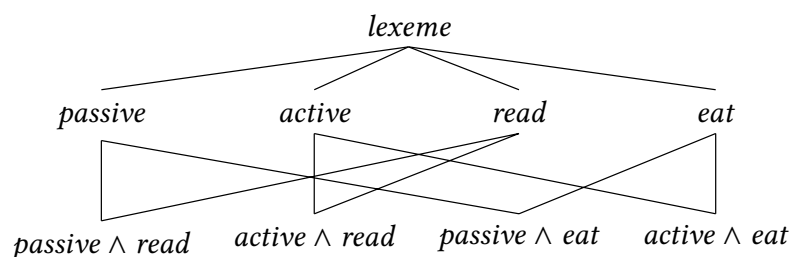 lexeme
passive active read eat
passive ∧ read active ∧ read passive ∧ eat active ∧ eat